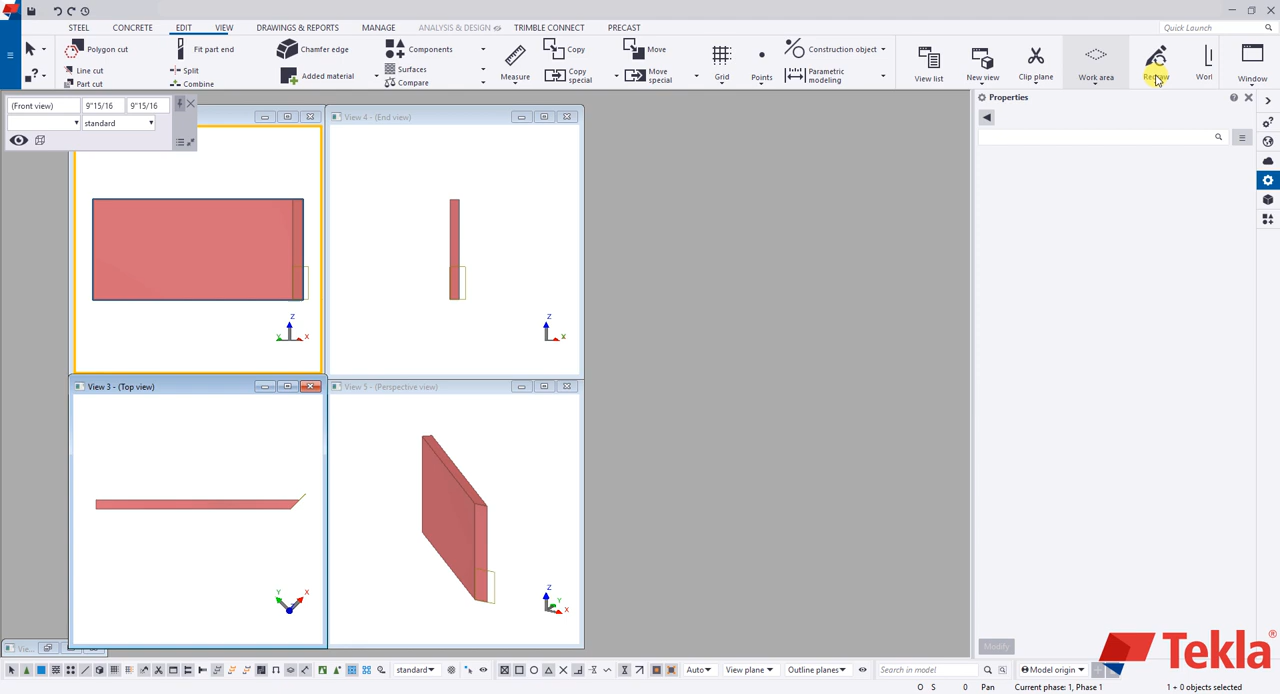 STEEL CONCRETE EDIT VIEW DRAWINGS & REPORTS MANAGE ANALYSIS & DESIGN TRIMBLE CONNECT PRECAST Quick Launch
Polygon cut Fit part end Chamfer edge Components Copy Move Construction object
Line cut Split Added material Surfaces Measure Copy special Move special Grid Points Parametric modeling View list New view Clip plane Work area Redraw Worl Window
Part cut Combine Compare
(Front view) 9"15/16 9"15/16
standard
View 4 - (End view)
Properties
Z
Y X
Z
X
View 3 - (Top view)
View 5 - (Perspective view)
Y X
Z
Y
X
Modify
Vie...
Tekla®
standard Auto View plane Outline planes Search in model Model origin
O S 0 Pan Current phase: 1, Phase 1 1 + 0 objects selected